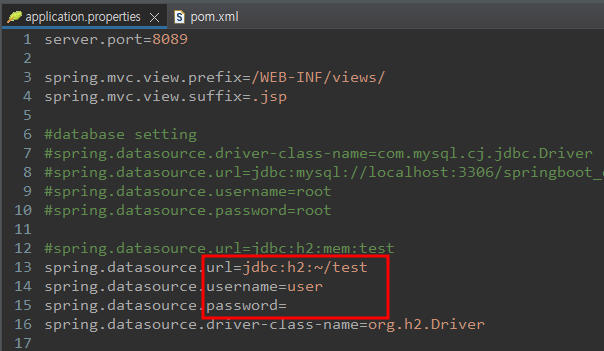 application.properties pom.xml
1 server.port=8089
2
3 spring.mvc.view.prefix=/WEB-INF/views/
4 spring.mvc.view.suffix=.jsp
5
6 #database setting
7 #spring.datasource.driver-class-name=com.mysql.cj.jdbc.Driver
8 #spring.datasource.url=jdbc:mysql://localhost:3306/springboot_
9 #spring.datasource.username=root
10 #spring.datasource.password=root
11
12 #spring.datasource.url=jdbc:h2:mem:test
13 spring.datasource.url=jdbc:h2:~/test
14 spring.datasource.username=user
15 spring.datasource.password=
16 spring.datasource.driver-class-name=org.h2.Driver
17